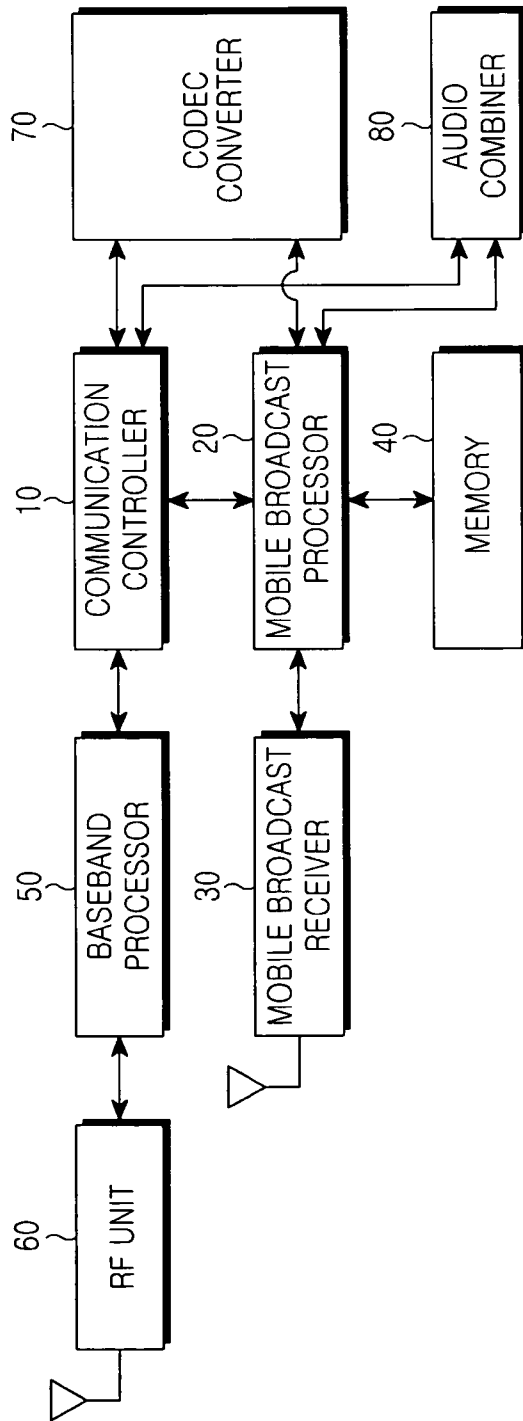 60
RF UNIT
50
BASEBAND
PROCESSOR
10
COMMUNICATION
CONTROLLER
70
CODEC
CONVERTER
30
MOBILE BROADCAST
RECEIVER
20
MOBILE BROADCAST
PROCESSOR
40
MEMORY
80
AUDIO
COMBINER